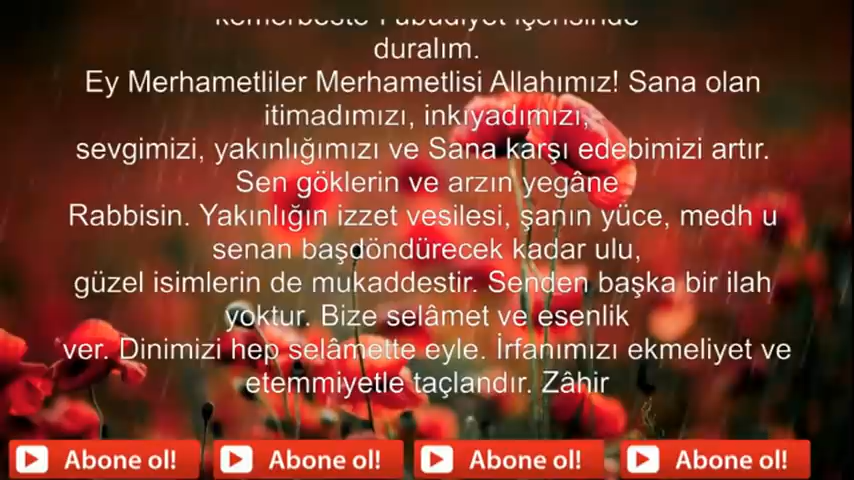 kemerbeste-i ubudiyet içerisinde
duralım.
Ey Merhametliler Merhametlisi Allahımız! Sana olan
itimadımızı, inkıyadımızı,
sevgimizi, yakınlığımızı ve Sana karşı edebimizi artır.
Sen göklerin ve arzın yegâne
Rabbisin. Yakınlığın izzet vesilesi, şanın yüce, medh u
senan başdöndürecek kadar ulu,
güzel isimlerin de mukaddestir. Senden başka bir ilah
yoktur. Bize selâmet ve esenlik
ver. Dinimizi hep selâmette eyle. İrfanımızı ekmeliyet ve
etemmiyetle taçlandır. Zâhir
Abone ol! Abone ol! Abone ol! Abone ol!